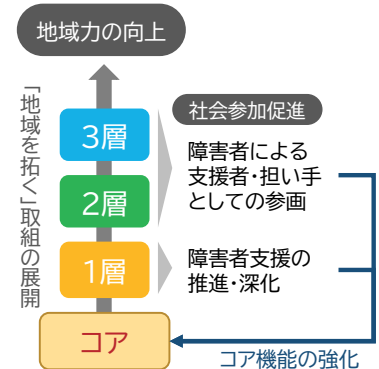 地域力の向上
「地域を拓く」取組の展開
3層
2層
1層
コア
社会参加促進
障害者による
支援者・担い手
としての参画
障害者支援の
推進・深化
コア機能の強化